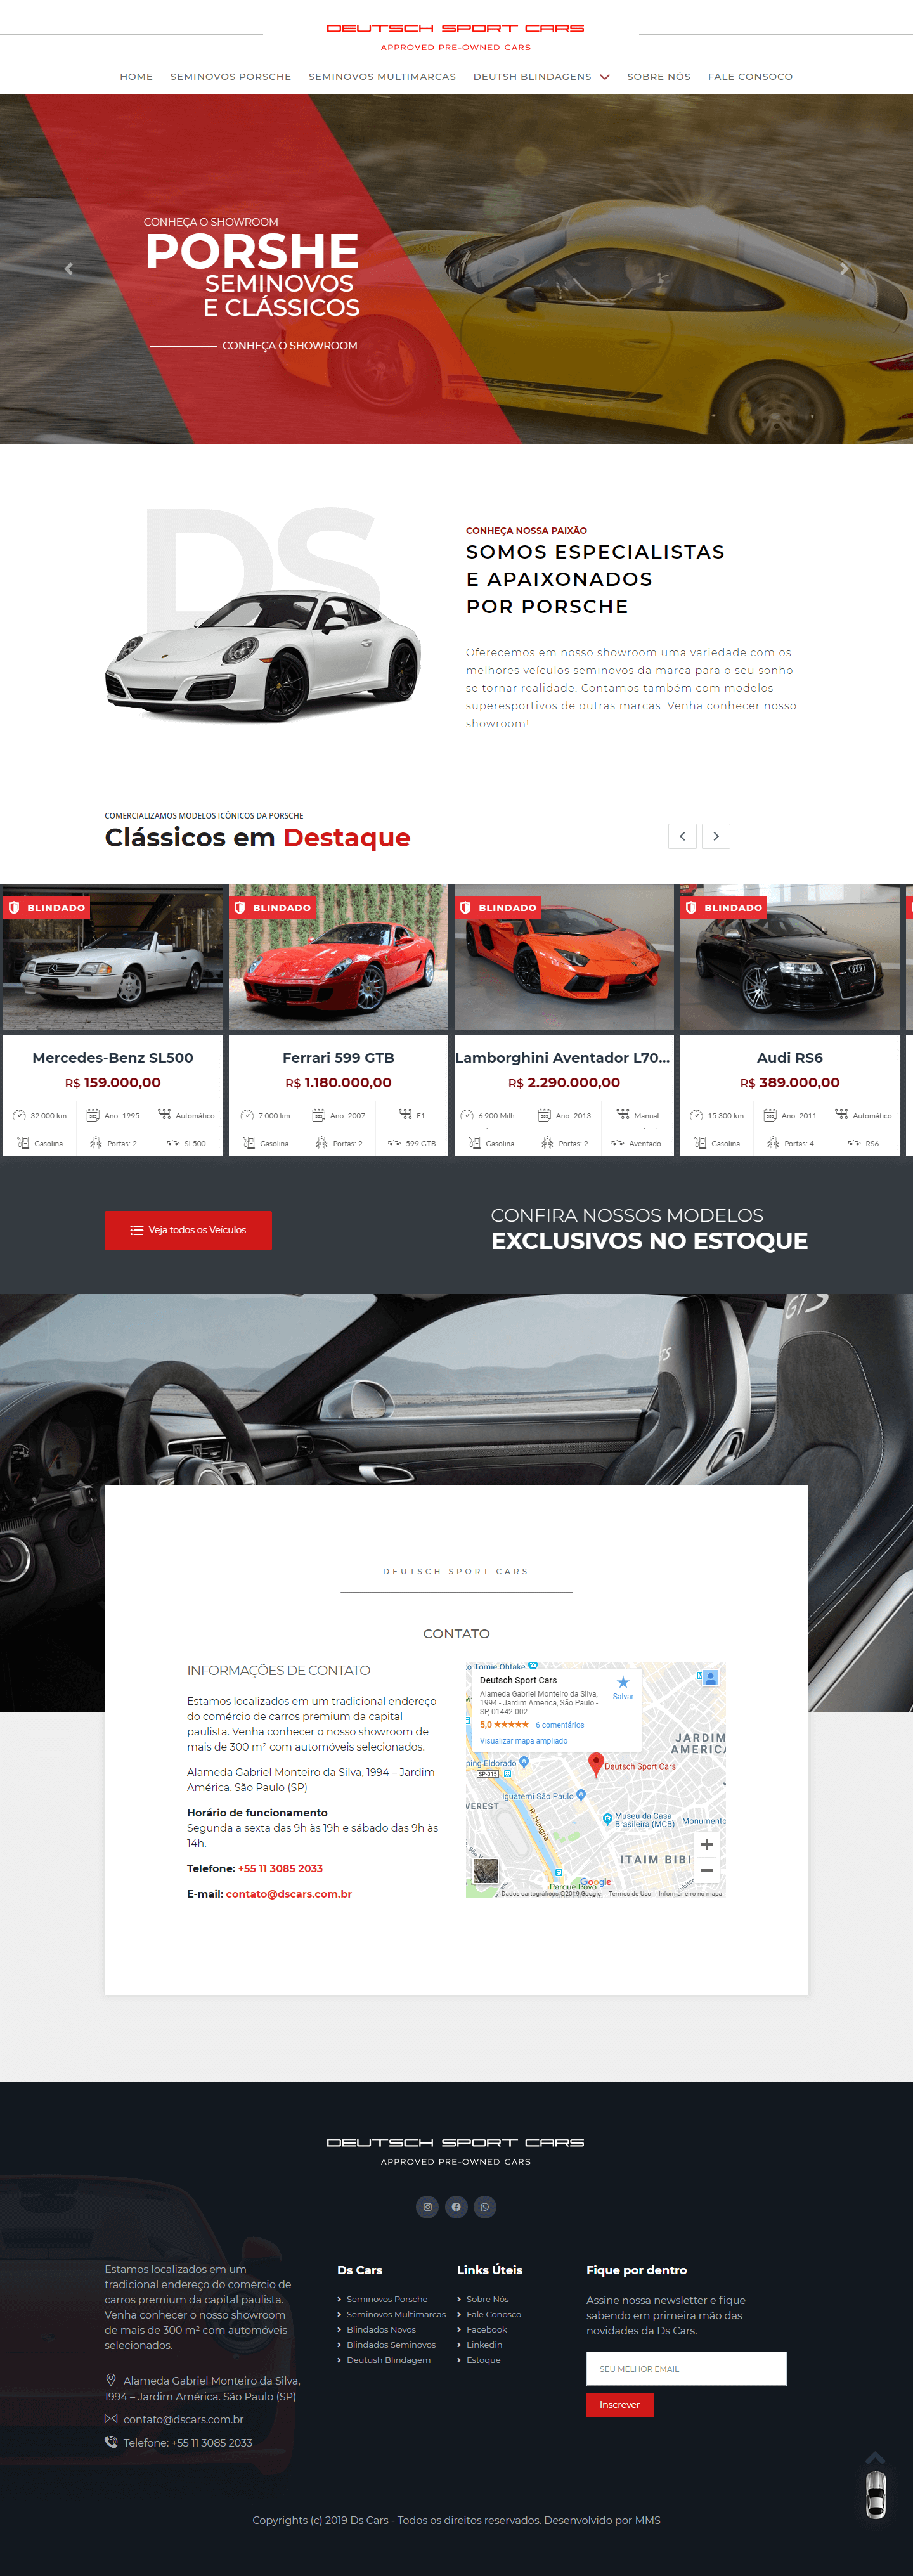 DEUTSCH SPORT CARS
APPROVED PRE-OWNED CARS
HOME SEMINOVOS PORSCHE SEMINOVOS MULTIMARCAS DEUTSH BLINDAGENS SOBRE NÓS FALE CONSOCO
CONHEÇA O SHOWROOM
PORSHE
SEMINOVOS
E CLÁSSICOS
CONHEÇA O SHOWROOM
DS
CONHEÇA NOSSA PAIXÃO
SOMOS ESPECIALISTAS
E APAIXONADOS
POR PORSCHE
Oferecemos em nosso showroom uma variedade com os
melhores veículos seminovos da marca para o seu sonho
se tornar realidade. Contamos também com modelos
superesportivos de outras marcas. Venha conhecer nosso
showroom!
COMERCIALIZAMOS MODELOS ICÔNICOS DA PORSCHE
Clássicos em Destaque
BLINDADO
Mercedes-Benz SL500
R$ 159.000,00
32.000 km Ano: 1995 Automático
Gasolina Portas: 2 SL500
BLINDADO
Ferrari 599 GTB
R$ 1.180.000,00
7.000 km Ano: 2007 F1
Gasolina Portas: 2 599 GTB
BLINDADO
Lamborghini Aventador L70...
R$ 2.290.000,00
6.900 Milh... Ano: 2013 Manual...
Gasolina Portas: 2 Aventado...
BLINDADO
Audi RS6
R$ 389.000,00
15.300 km Ano: 2011 Automático
Gasolina Portas: 4 RS6
Veja todos os Veículos
CONFIRA NOSSOS MODELOS
EXCLUSIVOS NO ESTOQUE
GTS
DEUTSCH SPORT CARS
CONTATO
INFORMAÇÕES DE CONTATO
Estamos localizados em um tradicional endereço
do comércio de carros premium da capital
paulista. Venha conhecer o nosso showroom de
mais de 300 m² com automóveis selecionados.
Alameda Gabriel Monteiro da Silva, 1994 – Jardim
América. São Paulo (SP)
Horário de funcionamento
Segunda a sexta das 9h às 19h e sábado das 9h às
14h.
Telefone: +55 11 3085 2033
E-mail: contato@dscars.com.br
Tomie Ohtake
Deutsch Sport Cars
Alameda Gabriel Monteiro da Silva,
1994 - Jardim America, São Paulo -
SP, 01442-002
Salvar
5,0 6 comentários
Visualizar mapa ampliado
JARDIM
AMERICA
ping Eldorado
SP-015
Deutsch Sport Cars
Iguatemi São Paulo
VEREST
R. Hungria
Museu da Casa
Brasileira (MCB)
Monumento
ITAIM BIBI
Parque Povo
Google
Dados cartográficos ©2019 Google Termos de Uso Informar erro no mapa
DEUTSCH SPORT CARS
APPROVED PRE-OWNED CARS
Estamos localizados em um
tradicional endereço do comércio de
carros premium da capital paulista.
Venha conhecer o nosso showroom
de mais de 300 m² com automóveis
selecionados.
Alameda Gabriel Monteiro da Silva,
1994 – Jardim América. São Paulo (SP)
contato@dscars.com.br
Telefone: +55 11 3085 2033
Ds Cars
Seminovos Porsche
Seminovos Multimarcas
Blindados Novos
Blindados Seminovos
Deutush Blindagem
Links Úteis
Sobre Nós
Fale Conosco
Facebook
Linkedin
Estoque
Fique por dentro
Assine nossa newsletter e fique
sabendo em primeira mão das
novidades da Ds Cars.
SEU MELHOR EMAIL
Inscrever
Copyrights (c) 2019 Ds Cars - Todos os direitos reservados. Desenvolvido por MMS